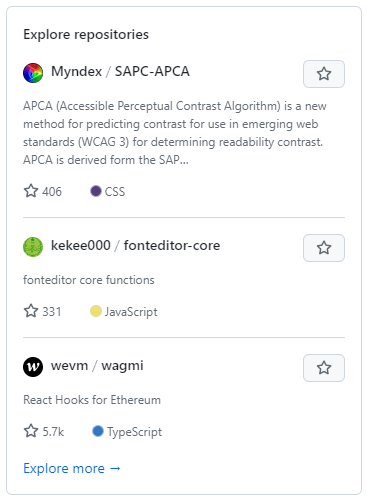 Explore repositories
Myndex / SAPC-APCA
APCA (Accessible Perceptual Contrast Algorithm) is a new
method for predicting contrast for use in emerging web
standards (WCAG 3) for determining readability contrast.
APCA is derived form the SAP...
406 CSS
kekee000 / fonteditor-core
fonteditor core functions
331 JavaScript
w
wevm / wagmi
React Hooks for Ethereum
5.7k TypeScript
Explore more →